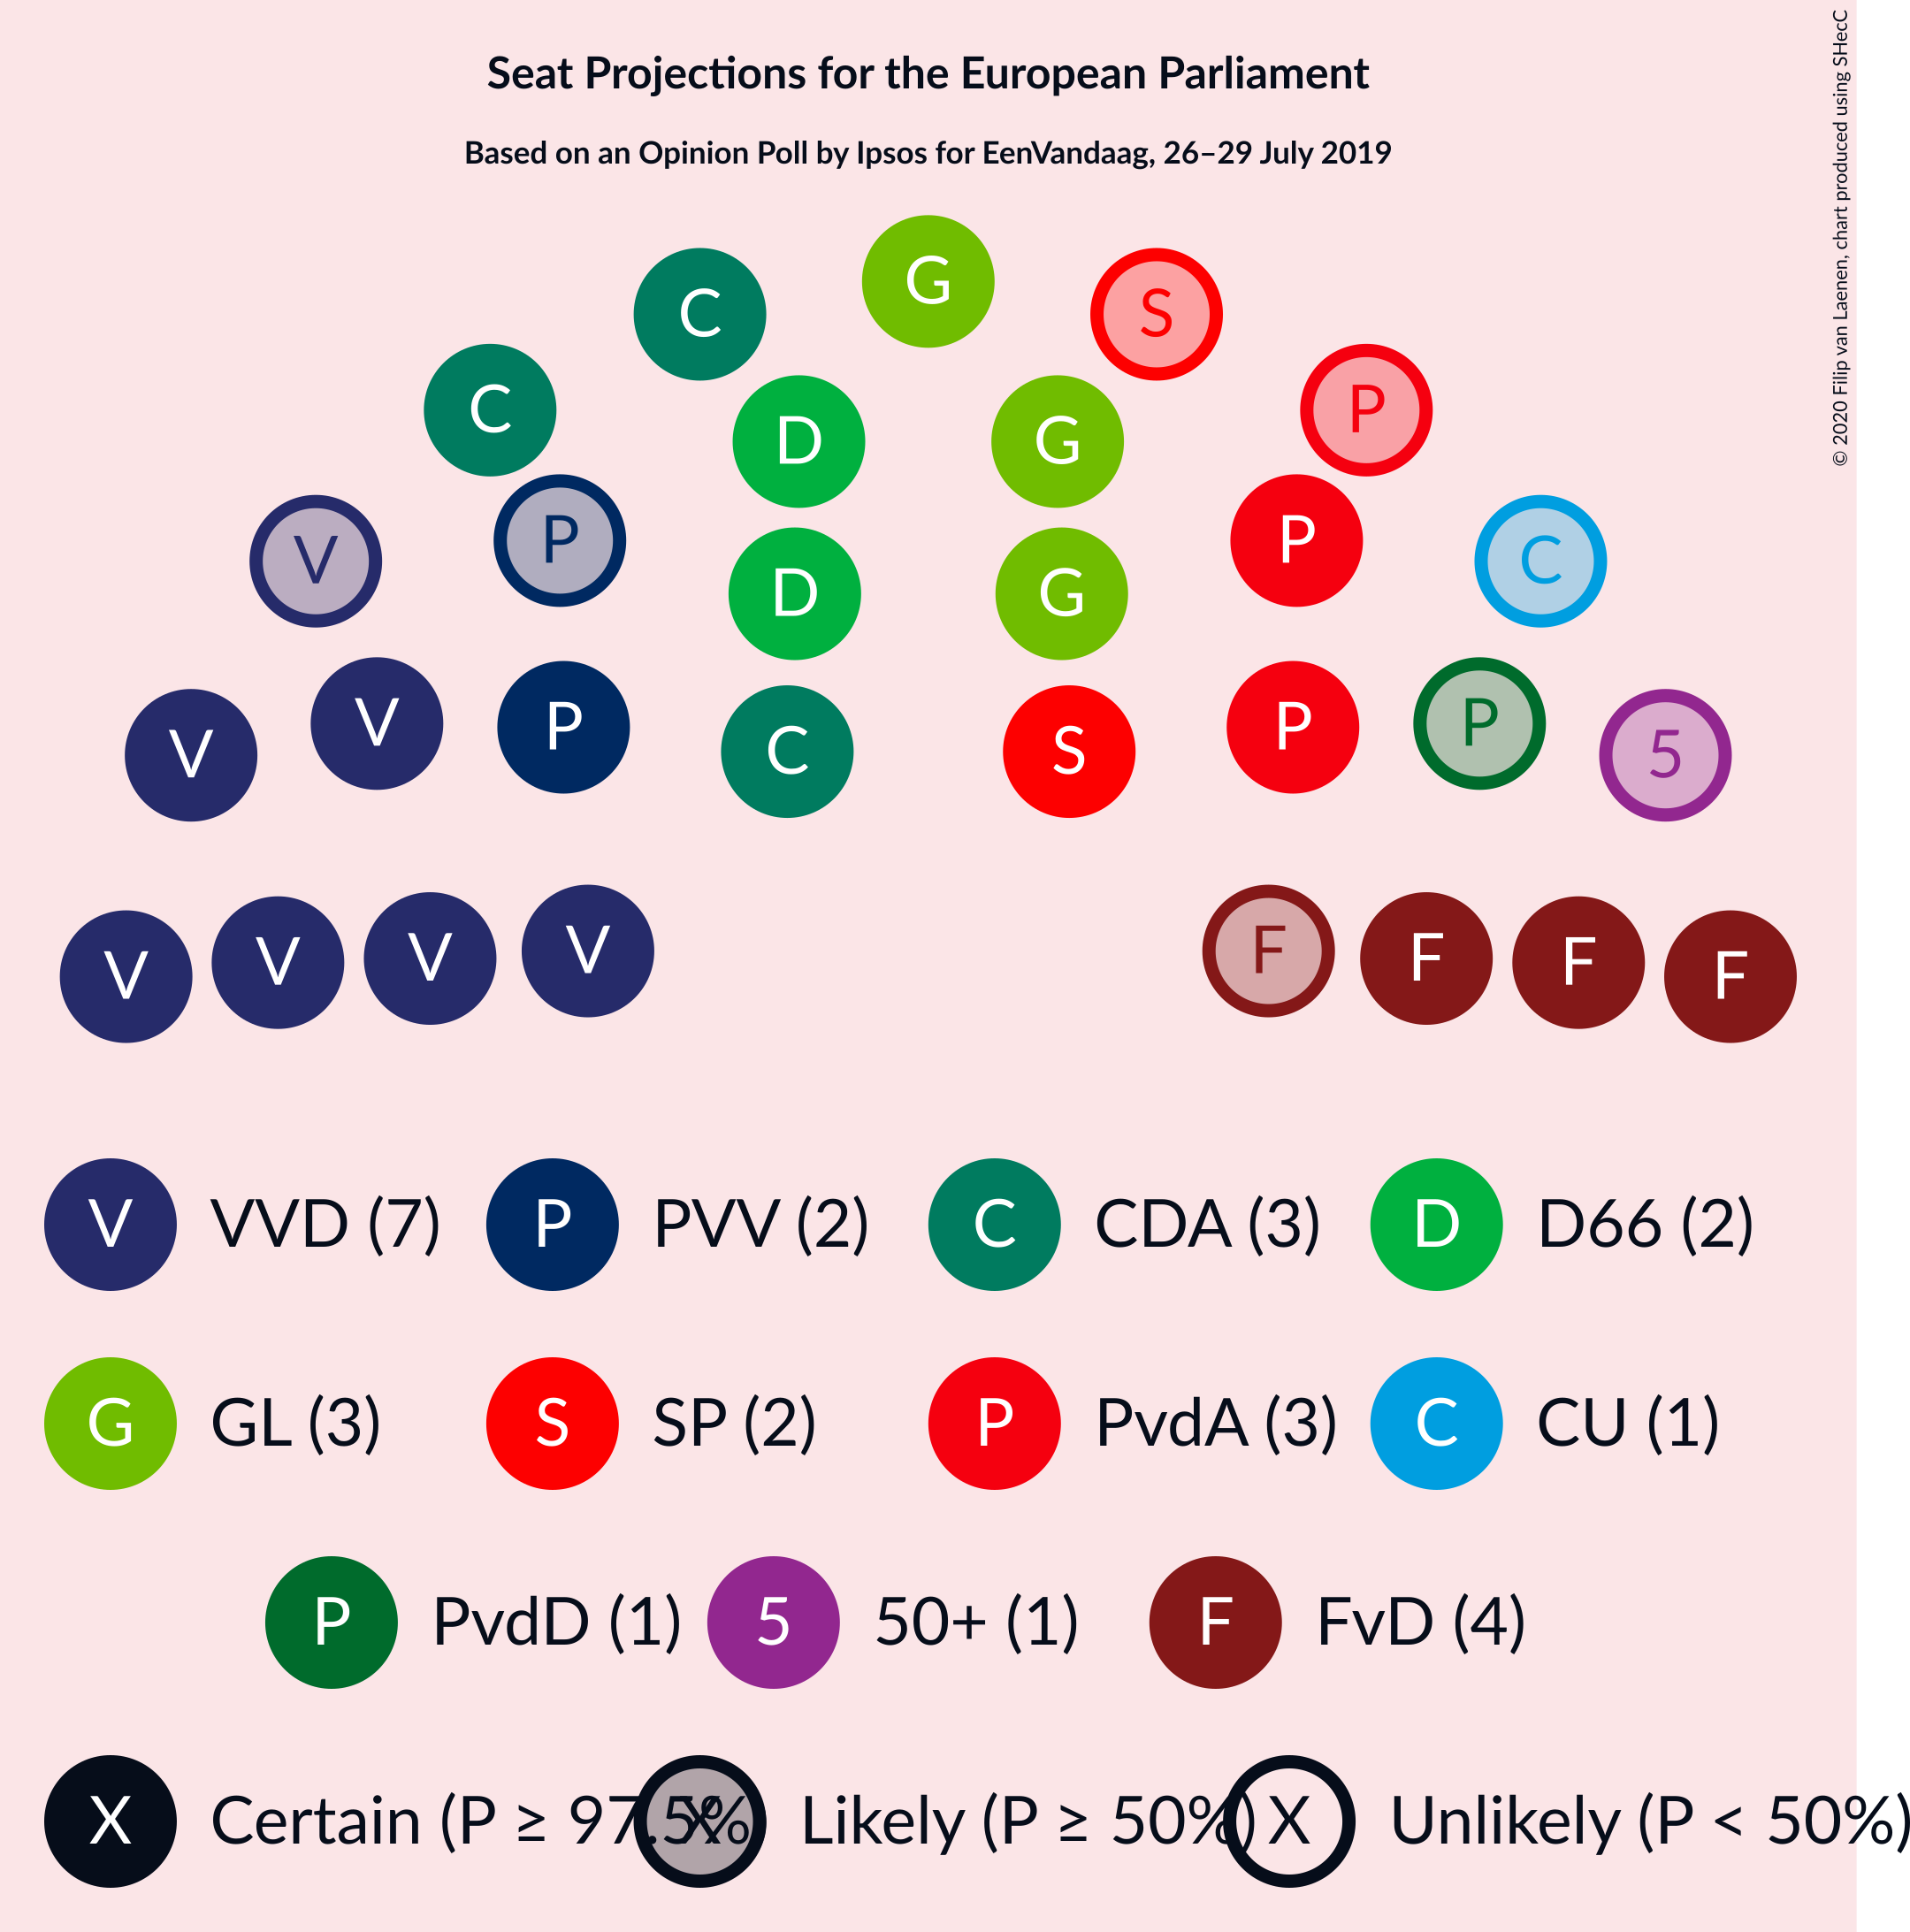 Seat Projections for the European Parliament
Based on an Opinion Poll by Ipsos for EenVandaag, 26–29 July 2019
© 2020 Filip van Laenen, chart produced using SHecC
G
C S
C P
D G
P P
V C
D G
V P P P
V C S 5
V V V V F F F F
V VVD (7) P PVV (2) C CDA (3) D D66 (2)
G GL (3) S SP (2) P PvdA (3) C CU (1)
P PvdD (1) 5 50+ (1) F FvD (4)
X Certain (P ≥ 97.5% X Likely (P ≥ 50%) X Unlikely (P < 50%)